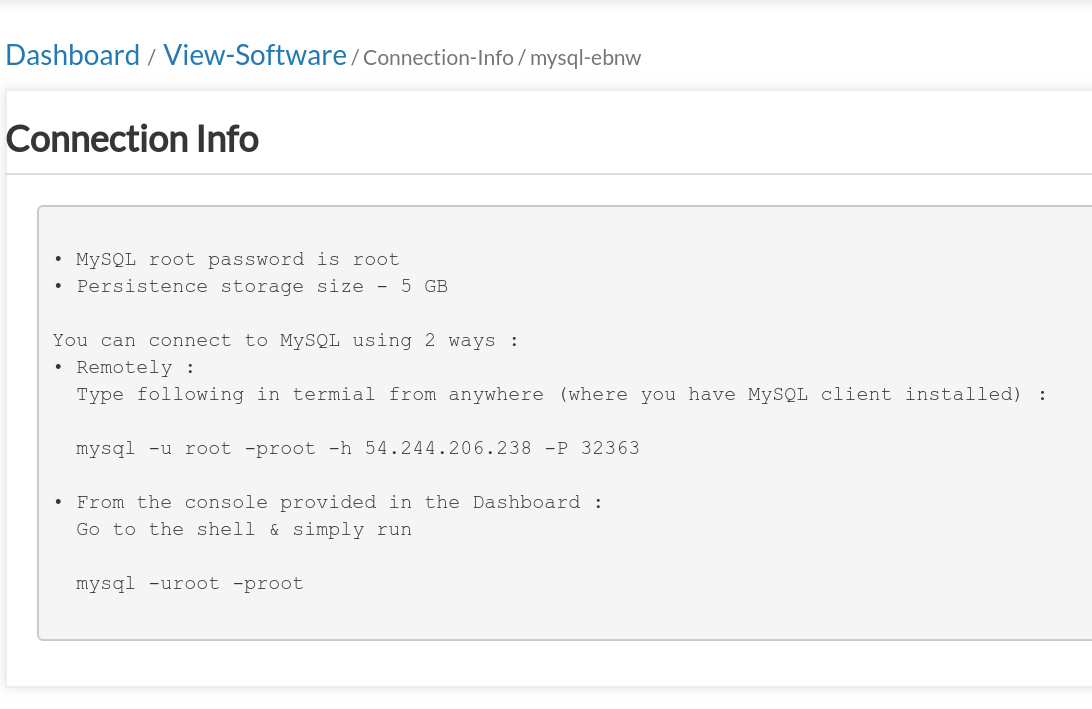 Dashboard / View-Software / Connection-Info / mysql-ebnw
Connection Info
• MySQL root password is root
• Persistence storage size - 5 GB
You can connect to MySQL using 2 ways :
• Remotely :
Type following in termial from anywhere (where you have MySQL client installed) :
mysql -u root -proot -h 54.244.206.238 -P 32363
• From the console provided in the Dashboard :
Go to the shell & simply run
mysql -uroot -proot